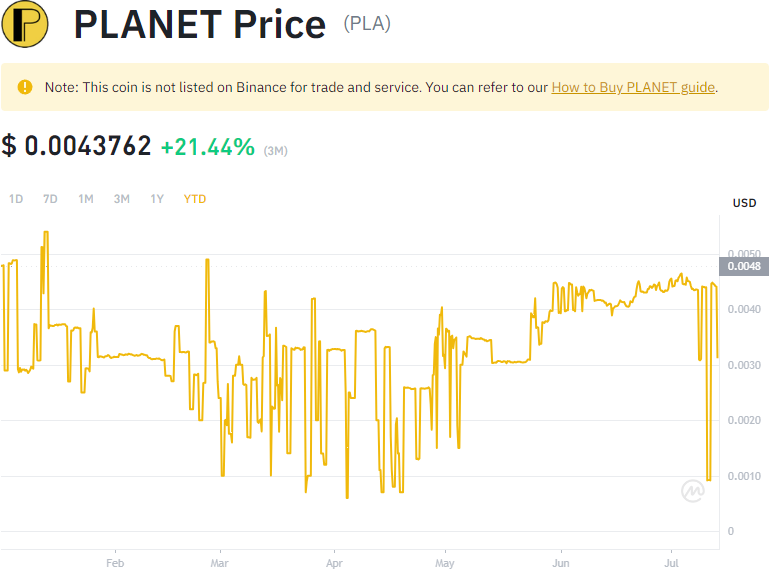 PLANET Price (PLA)
Note: This coin is not listed on Binance for trade and service. You can refer to our How to Buy PLANET guide.
$ 0.0043762 +21.44% (3M)
1D 7D 1M 3M 1Y YTD
USD
0.0050
0.0048
0.0040
0.0030
0.0020
0.0010
0
Feb Mar Apr May Jun Jul